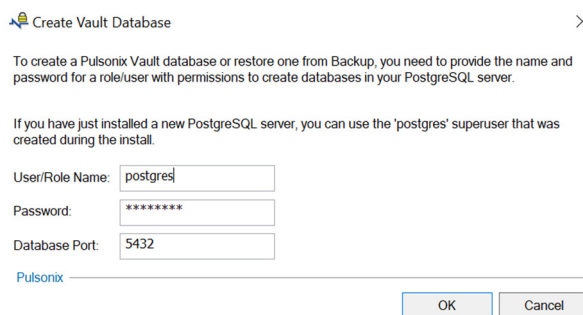 Create Vault Database
To create a Pulsonix Vault database or restore one from Backup, you need to provide the name and
password for a role/user with permissions to create databases in your PostgreSQL server.
If you have just installed a new PostgreSQL server, you can use the 'postgres' superuser that was
created during the install.
User/Role Name: postgres
Password: ********
Database Port: 5432
Pulsonix
OK Cancel